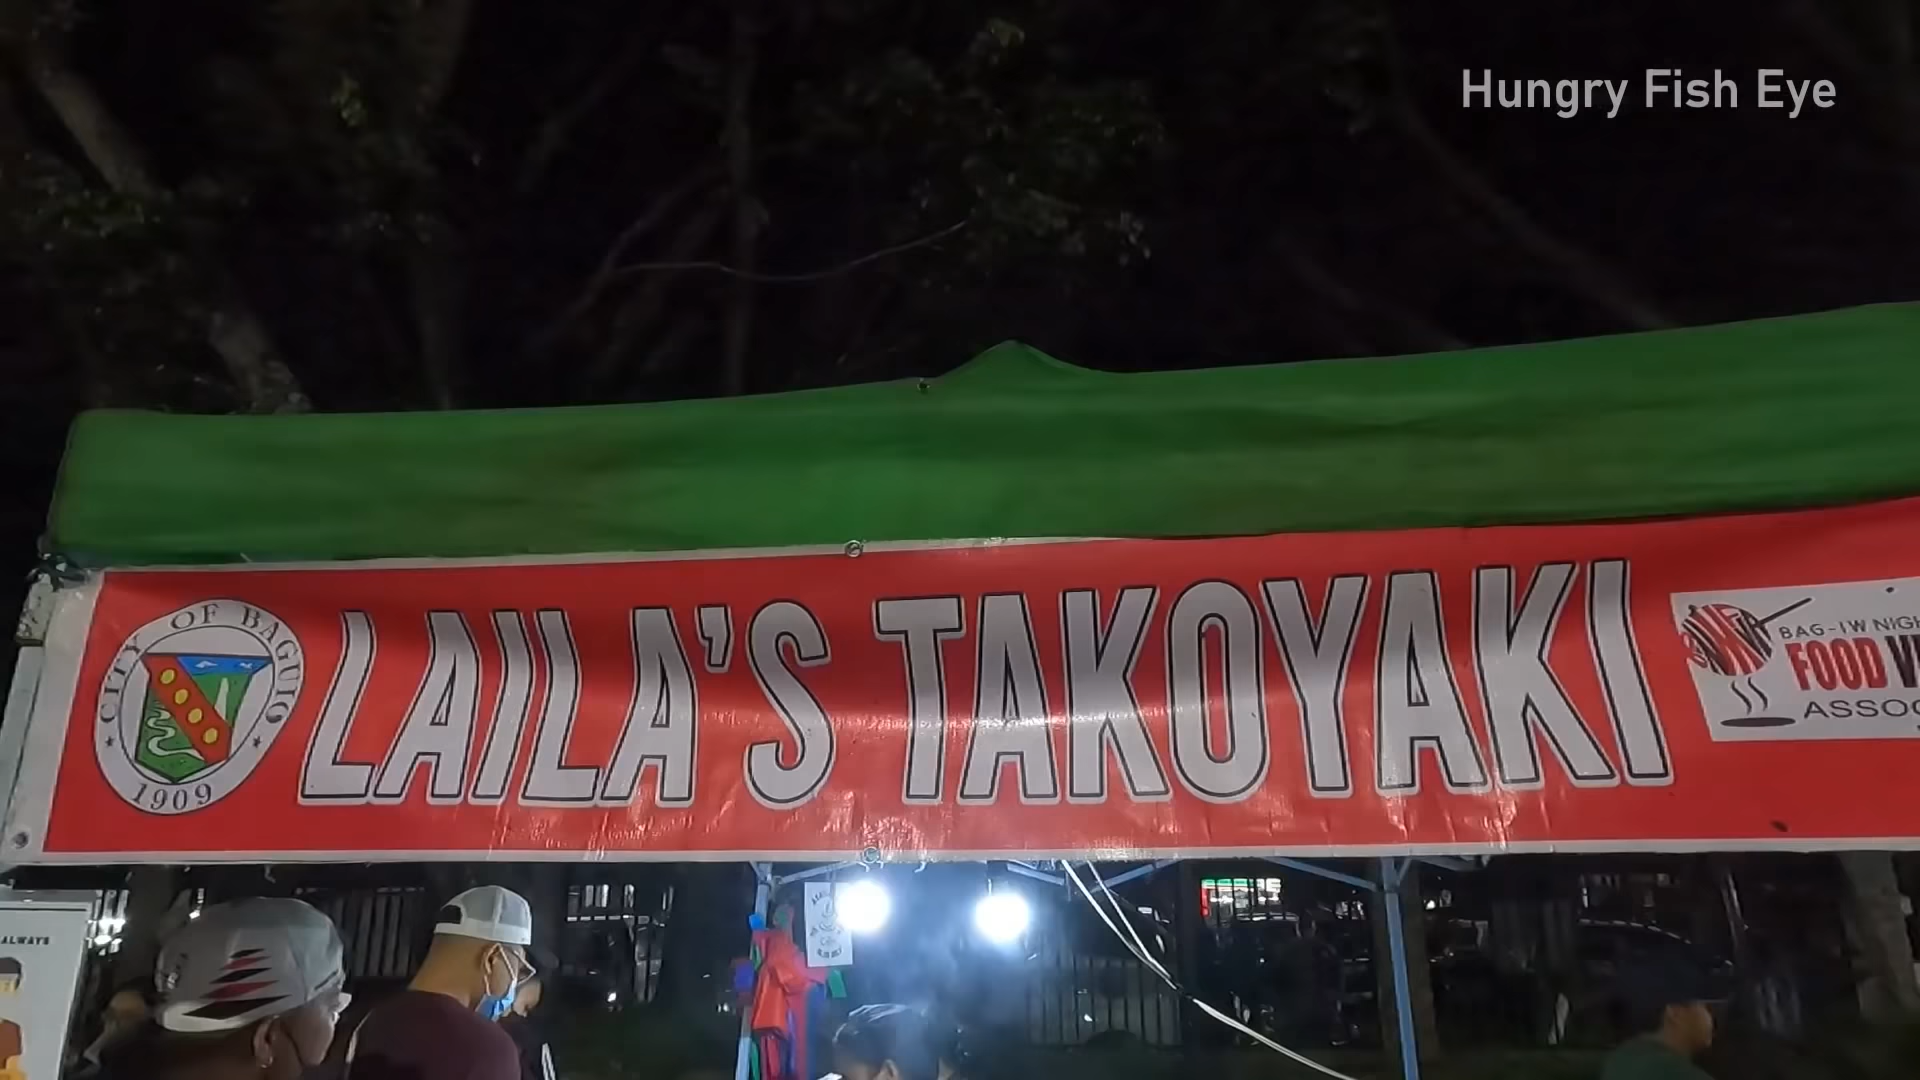 Hungry Fish Eye
CITY OF BAGUIO
1909
LAILA'S TAKOYAKI
BAG-IW NIGH
FOOD V
ASSOC
ALWAYS